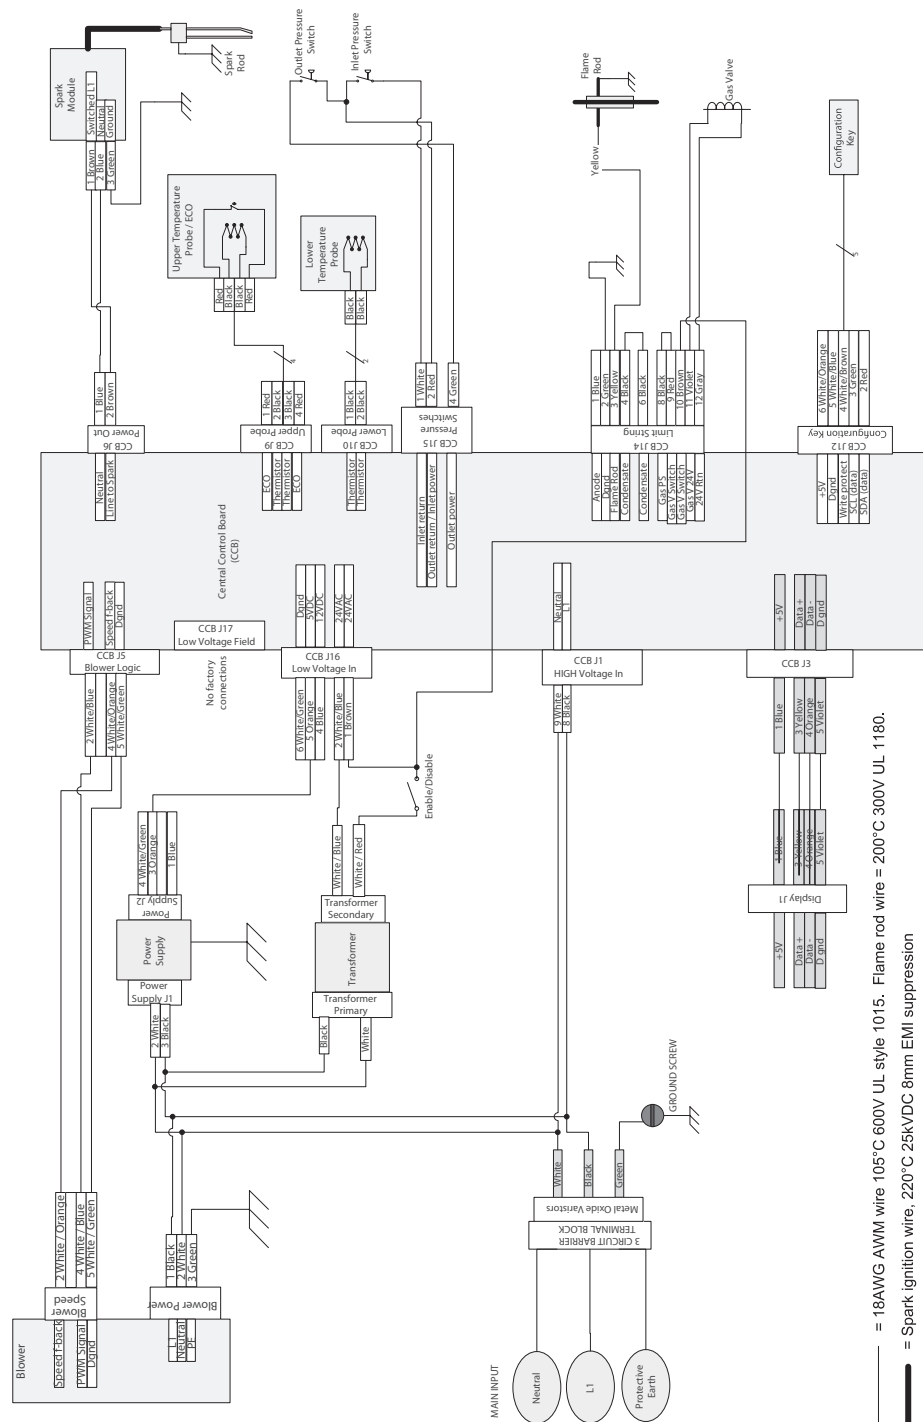 Spark
Module
Switched L1
Neutral
Ground
1 Brown
2 Blue
3 Green
Spark
Rod
Outlet Pressure
Switch
Inlet Pressure
Switch
Flame
Rod
Yellow
Gas Valve
Configuration
Key
Upper Temperature
Probe / ECO
Red
Black
Black
Red
Lower
Temperature
Probe
Black
Black
4
2
5
1 Blue
2 Brown
CCB J6
Power Out
Neutral
Line to Spark
1 Red
2 Black
3 Black
4 Red
CCB J9
Upper Probe
ECO
Thermistor
Thermistor
ECO
1 Black
2 Black
CCB J10
Lower Probe
Thermistor
Thermistor
1 White
2 Red
4 Green
CCB J15
Pressure
Switches
Inlet return
Outlet return / Inlet power
Outlet power
1 Blue
2 Green
3 Yellow
4 Black
6 Black
8 Black
9 Red
10 Brown
11 Violet
12 Gray
CCB J14
Limit String
Anode
Dgnd
Flame Rod
Condensate
Condensate
Gas PS
Gas V Switch
Gas V Switch
Gas V 24V
24V Rtn
6 White/Orange
5 White/Blue
4 White/Brown
3 Green
2 Red
CCB J12
Configuration Key
+5V
Dgnd
Write protect
SCL (data)
SDA (data)
Central Control Board
(CCB)
PWM Signal
Speed f-back
Dgnd
CCB J5
Blower Logic
2 White/Blue
4 White/Orange
5 White/Green
CCB J17
Low Voltage Field
No factory
connections
Dgnd
5VDC
12VDC
24VAC
24VAC
CCB J16
Low Voltage In
6 White/Green
5 Orange
4 Blue
2 White/Blue
1 Brown
Neutral
L1
CCB J1
HIGH Voltage In
9 White
8 Black
+5V
Data +
Data -
D gnd
CCB J3
1 Blue
3 Yellow
4 Orange
5 Violet
Enable/Disable
4 White/Green
3 Orange
1 Blue
Power
Supply J2
Power
Supply
Power
Supply J1
2 White
3 Black
White / Blue
White / Red
Transformer
Secondary
Transformer
Transformer
Primary
Black
White
1 Blue
3 Yellow
4 Orange
5 Violet
Display J1
+5V
Data +
Data -
D gnd
GROUND SCREW
White
Black
Green
Metal Oxide Varistors
3 CIRCUIT BARRIER
TERMINAL BLOCK
MAIN INPUT
Neutral
L1
Protective
Earth
2 White / Orange
4 White / Blue
5 White / Green
Blower
Speed
Speed f-back
PWM Signal
Dgnd
1 Black
2 White
3 Green
Blower Power
L1
Neutral
PE
Blower
= 18AWG AWM wire 105°C 600V UL style 1015. Flame rod wire = 200°C 300V UL 1180.
= Spark ignition wire, 220°C 25kVDC 8mm EMI suppression